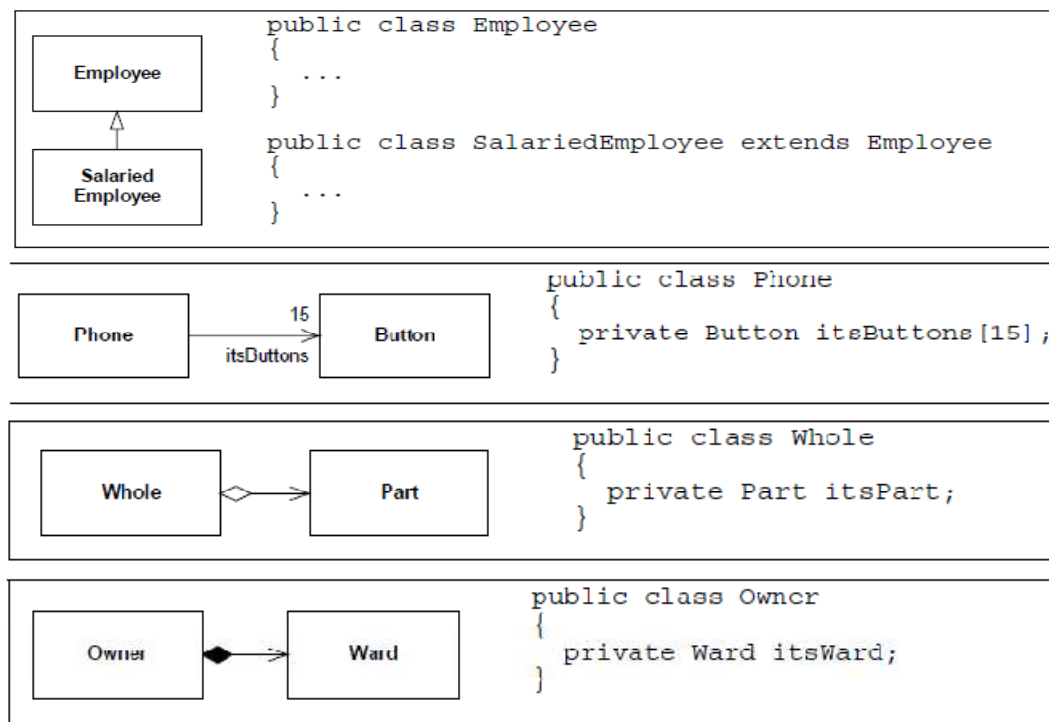 public class Employee
{
...
}
Employee
public class SalariedEmployee extends Employee
{
...
}
Salaried
Employee
public class Phone
{
private Button itsButtons[15];
}
Phone
15
itsButtons
Button
public class Whole
{
private Part itsPart;
}
Whole
Part
public class Owner
{
private Ward itsWard;
}
Owner
Ward